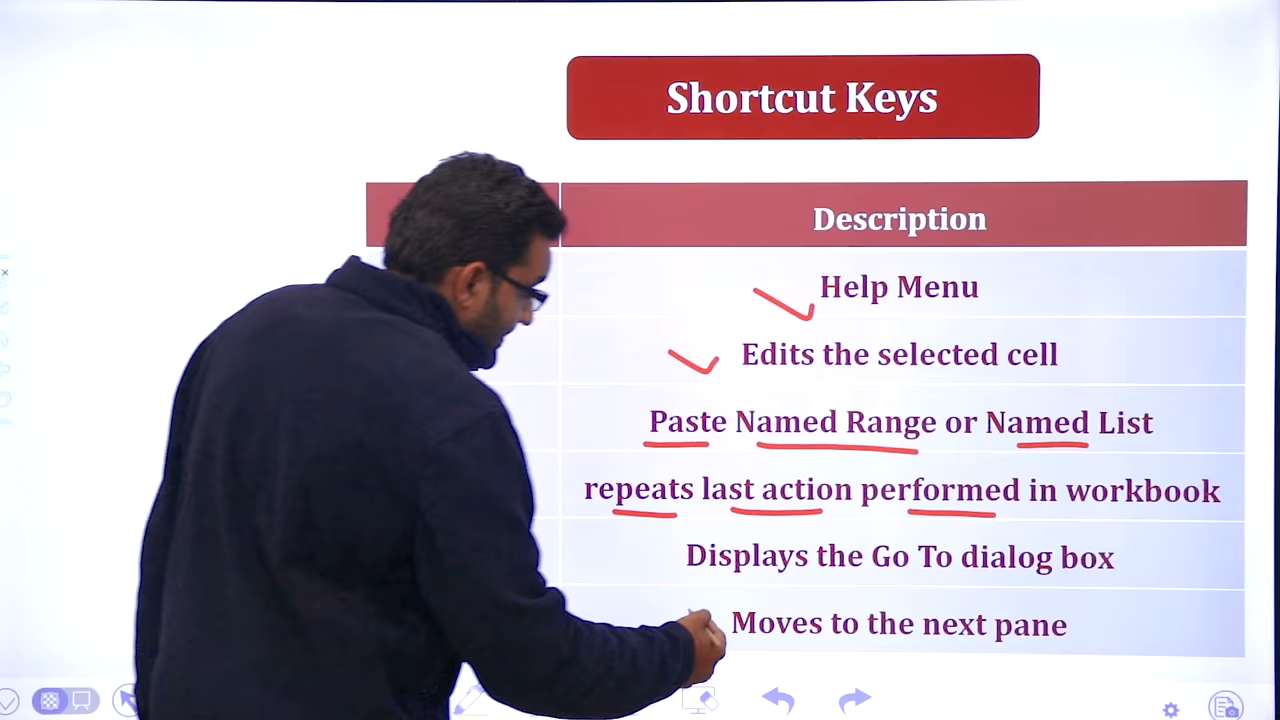 Shortcut Keys
Description
Help Menu
Edits the selected cell
Paste Named Range or Named List
repeats last action performed in workbook
Displays the Go To dialog box
Moves to the next pane